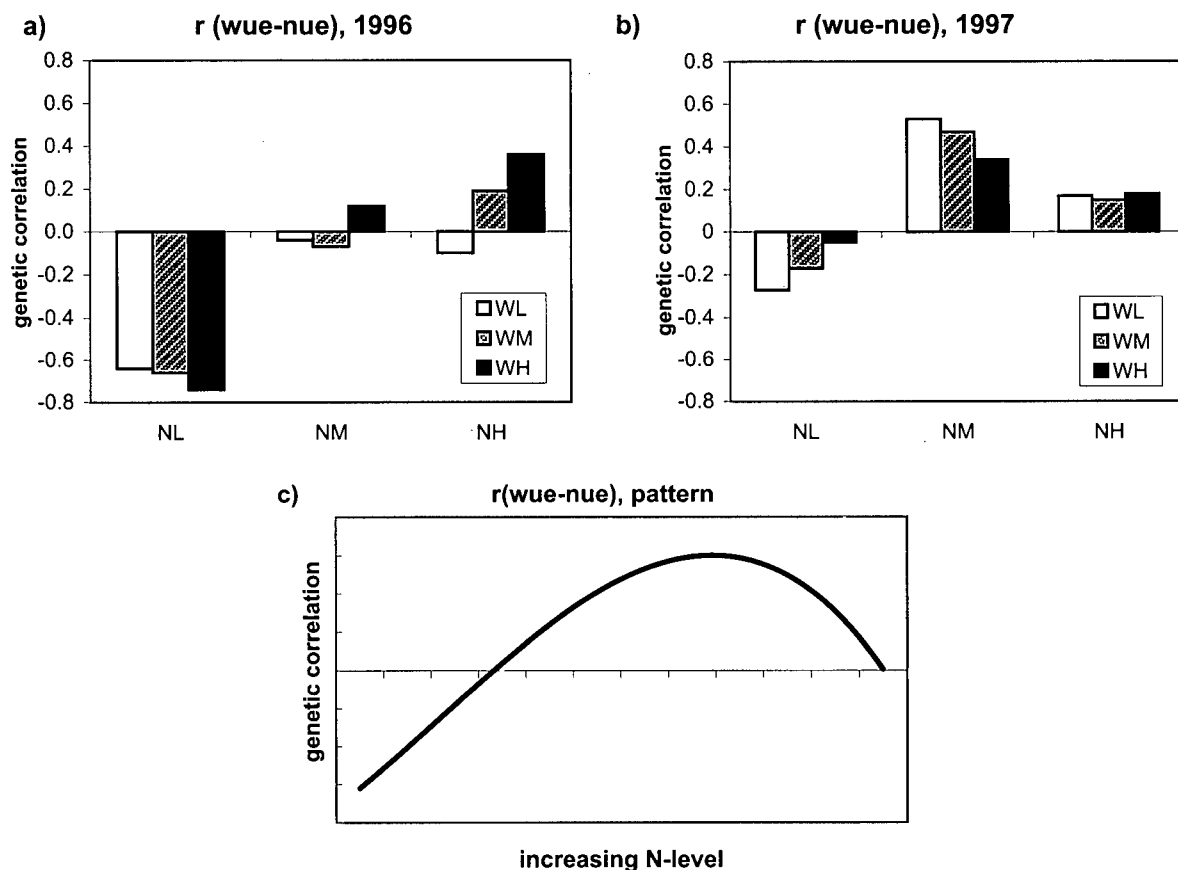 a) r (wue-nue), 1996
genetic correlation
0.8
0.6
0.4
0.2
0
-0.2
-0.4
-0.6
-0.8
WL
WM
WH
NL NM NH
b) r (wue-nue), 1997
genetic correlation
0.8
0.6
0.4
0.2
0
-0.2
-0.4
-0.6
-0.8
WL
WM
WH
NL NM NH
c) r(wue-nue), pattern
genetic correlation
increasing N-level